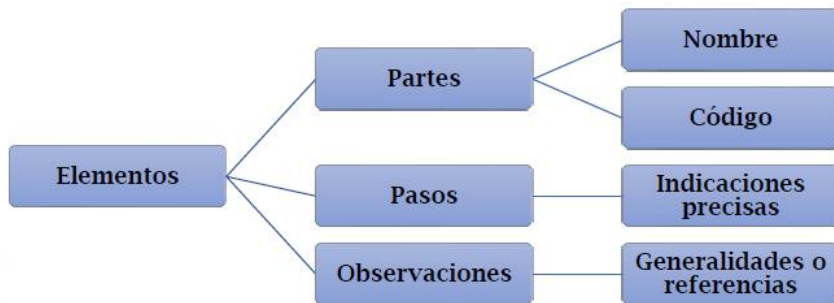 Elementos
Partes
Nombre
Código
Pasos
Indicaciones
precisas
Observaciones
Generalidades o
referencias